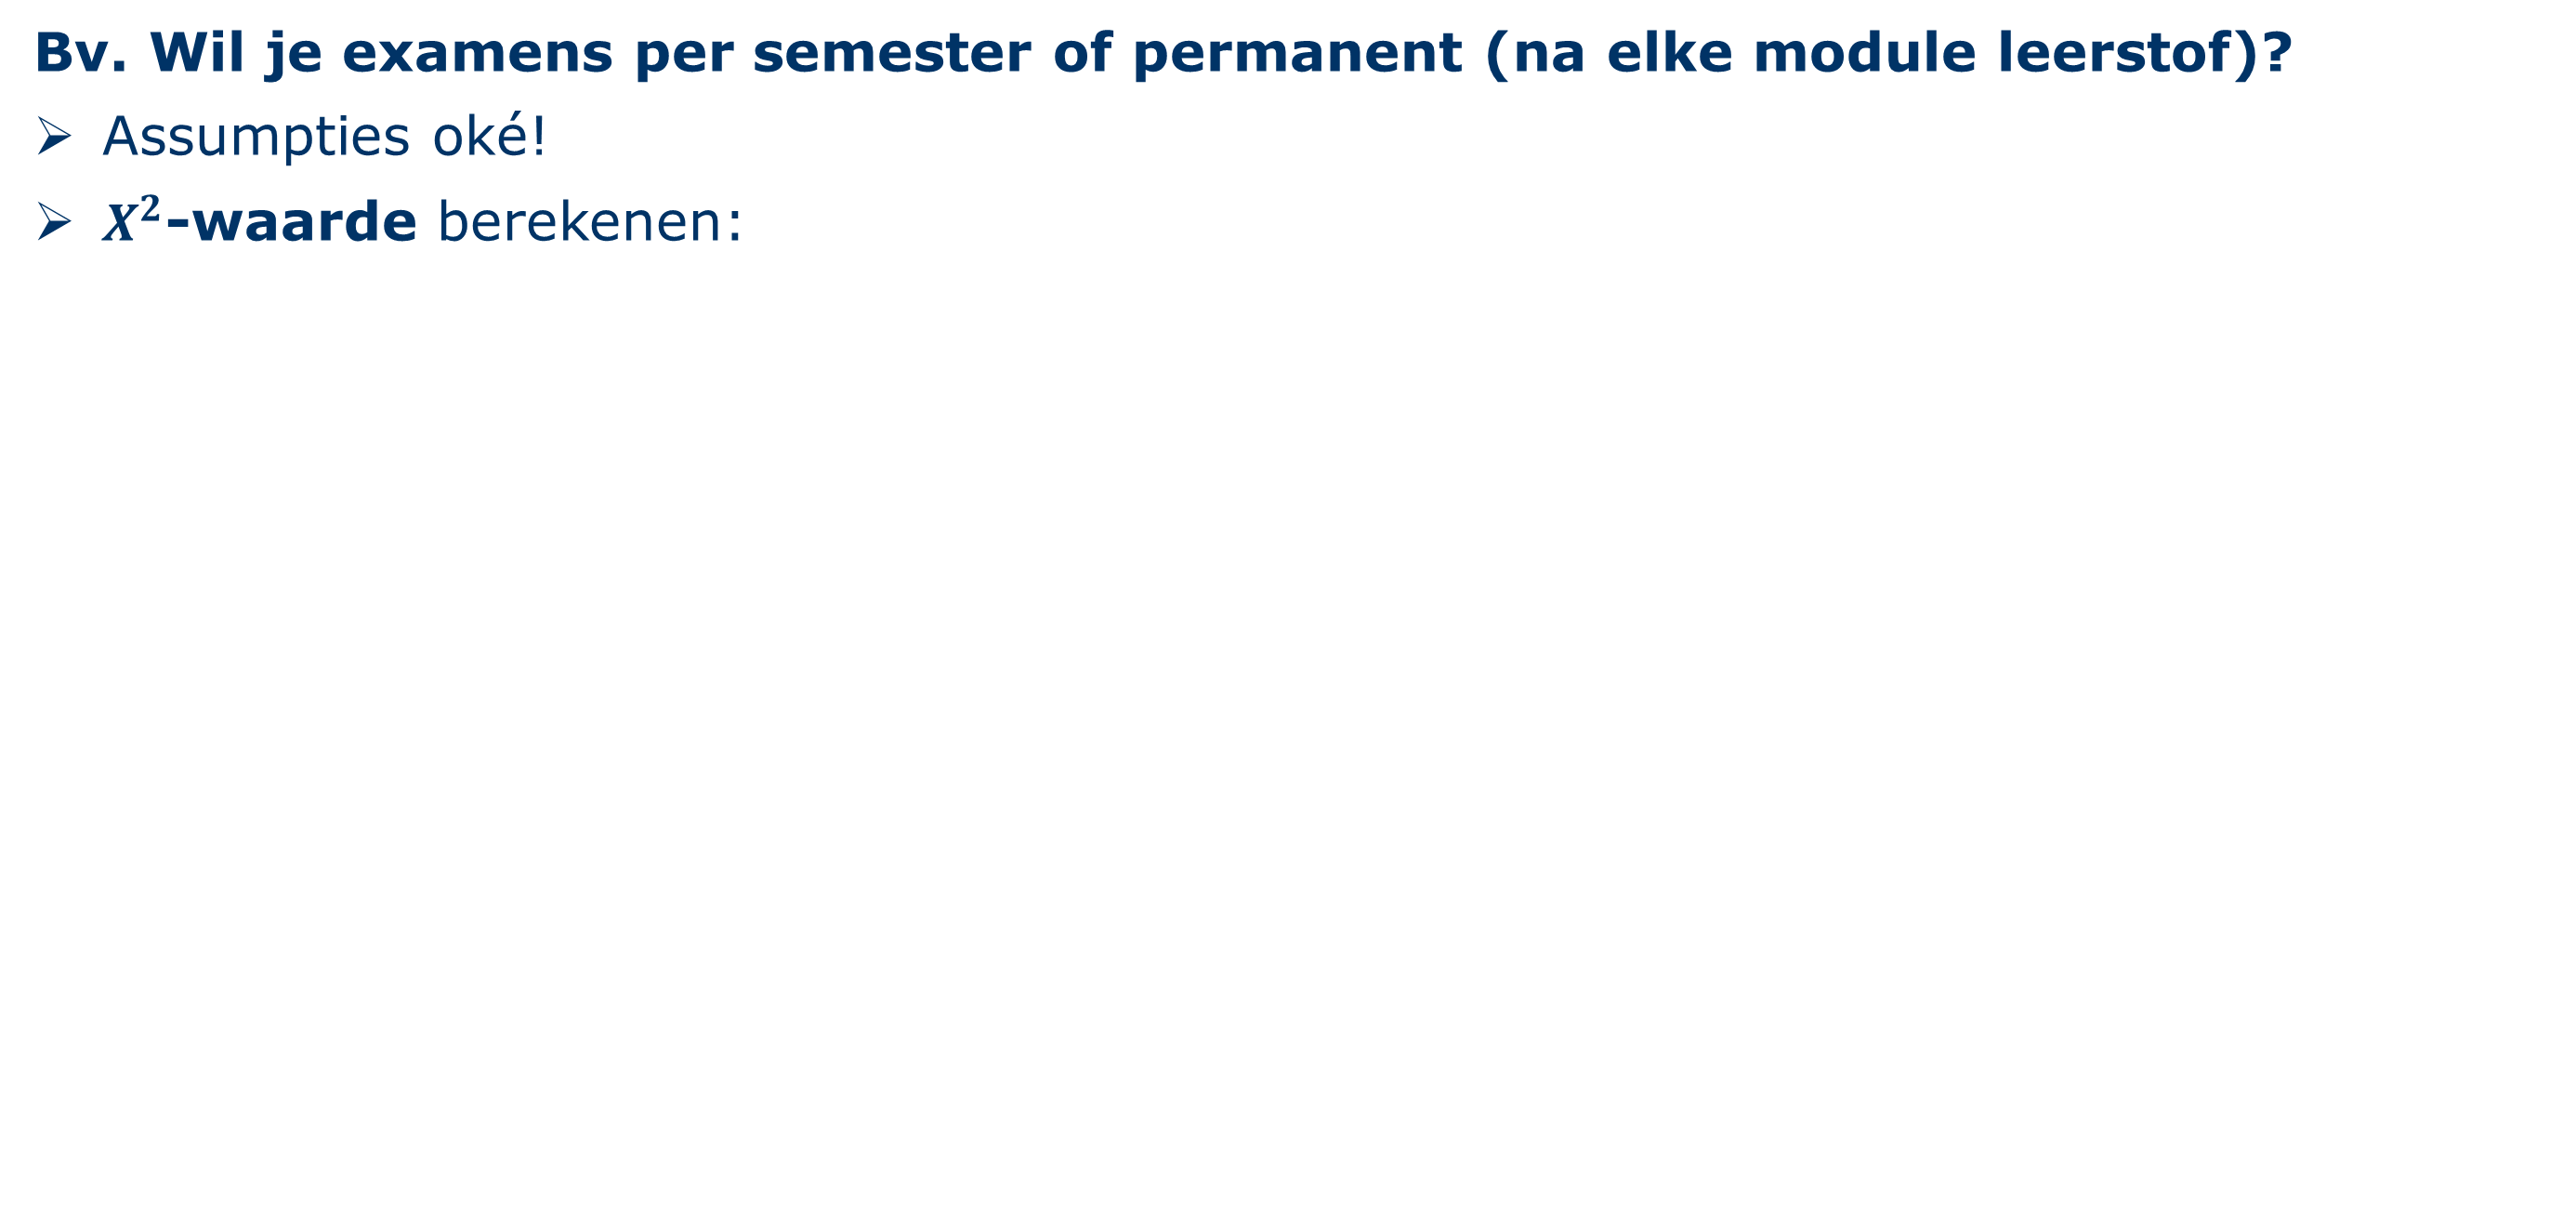 Bv. Wil je examens per semester of permanent (na elke module leerstof)?
➢ Assumpties oké!
➢ X²-waarde berekenen: